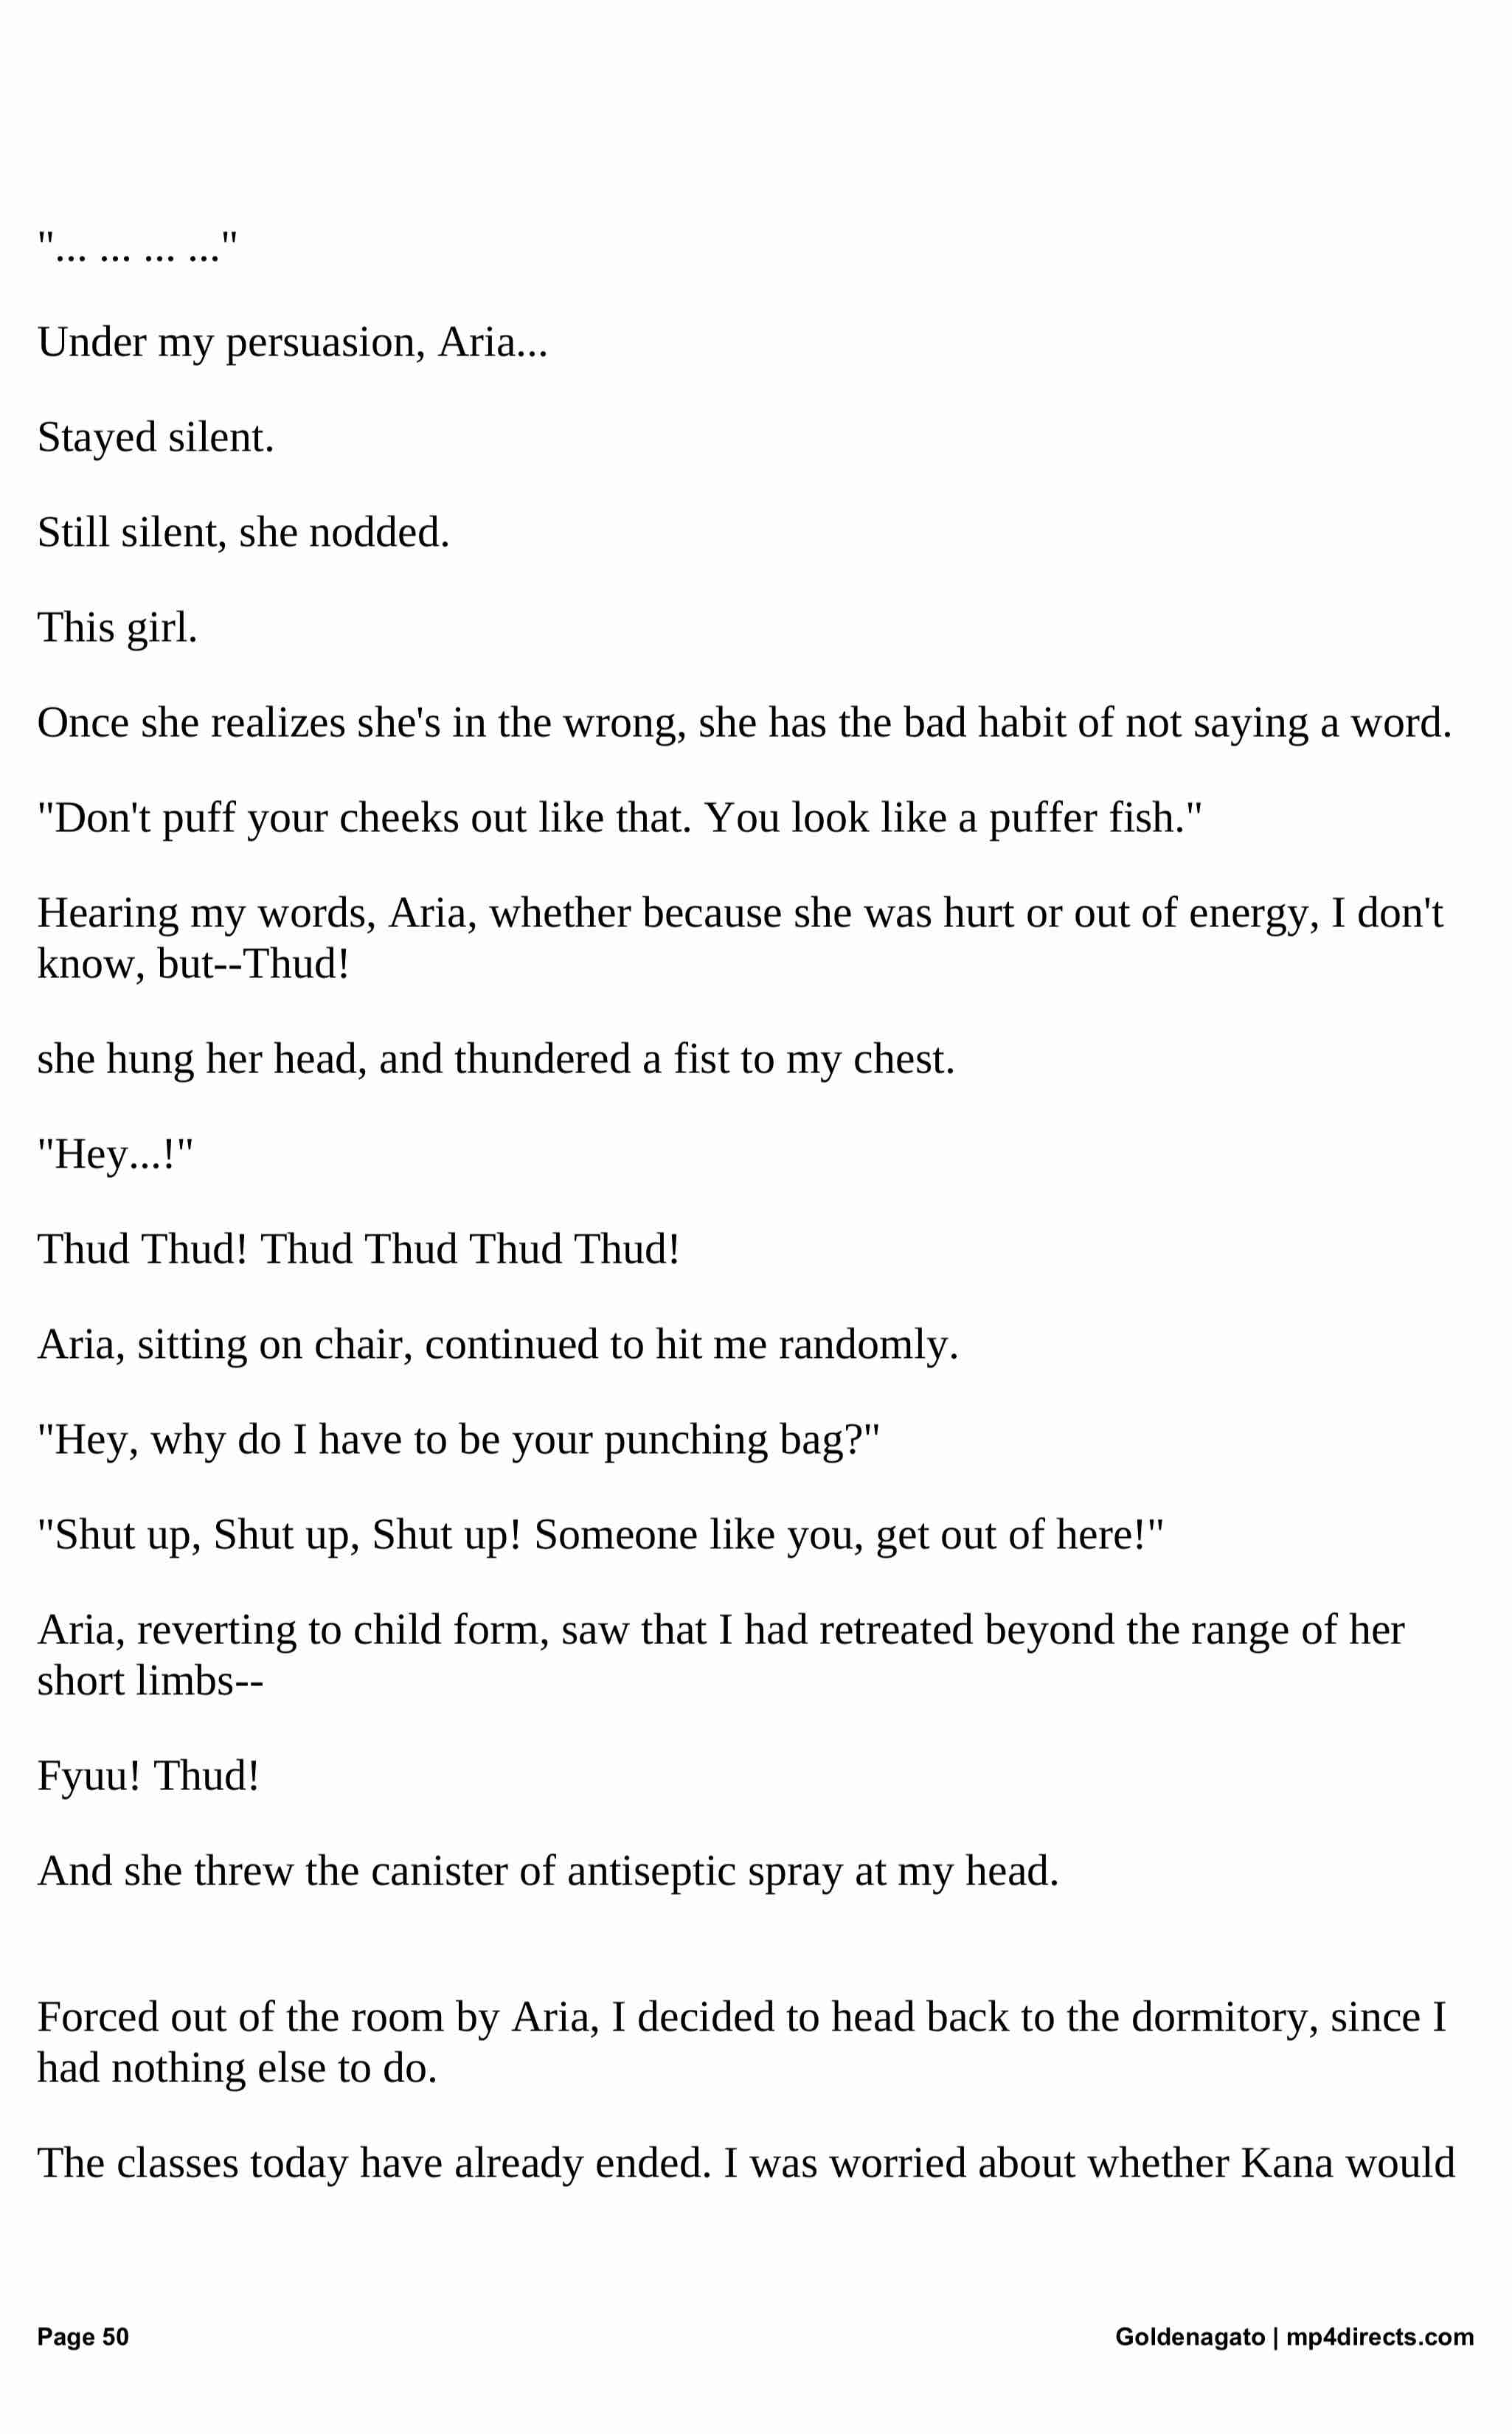 "... ... ... ..."
Under my persuasion, Aria...
Stayed silent.
Still silent, she nodded.
This girl.
Once she realizes she's in the wrong, she has the bad habit of not saying a word.
"Don't puff your cheeks out like that. You look like a puffer fish."
Hearing my words, Aria, whether because she was hurt or out of energy, I don't
know, but--Thud!
she hung her head, and thundered a fist to my chest.
"Hey...!"
Thud Thud! Thud Thud Thud Thud!
Aria, sitting on chair, continued to hit me randomly.
"Hey, why do I have to be your punching bag?"
"Shut up, Shut up, Shut up! Someone like you, get out of here!"
Aria, reverting to child form, saw that I had retreated beyond the range of her
short limbs--
Fyuu! Thud!
And she threw the canister of antiseptic spray at my head.
Forced out of the room by Aria, I decided to head back to the dormitory, since I
had nothing else to do.
The classes today have already ended. I was worried about whether Kana would
Page 50
Goldenagato | mp4directs.com